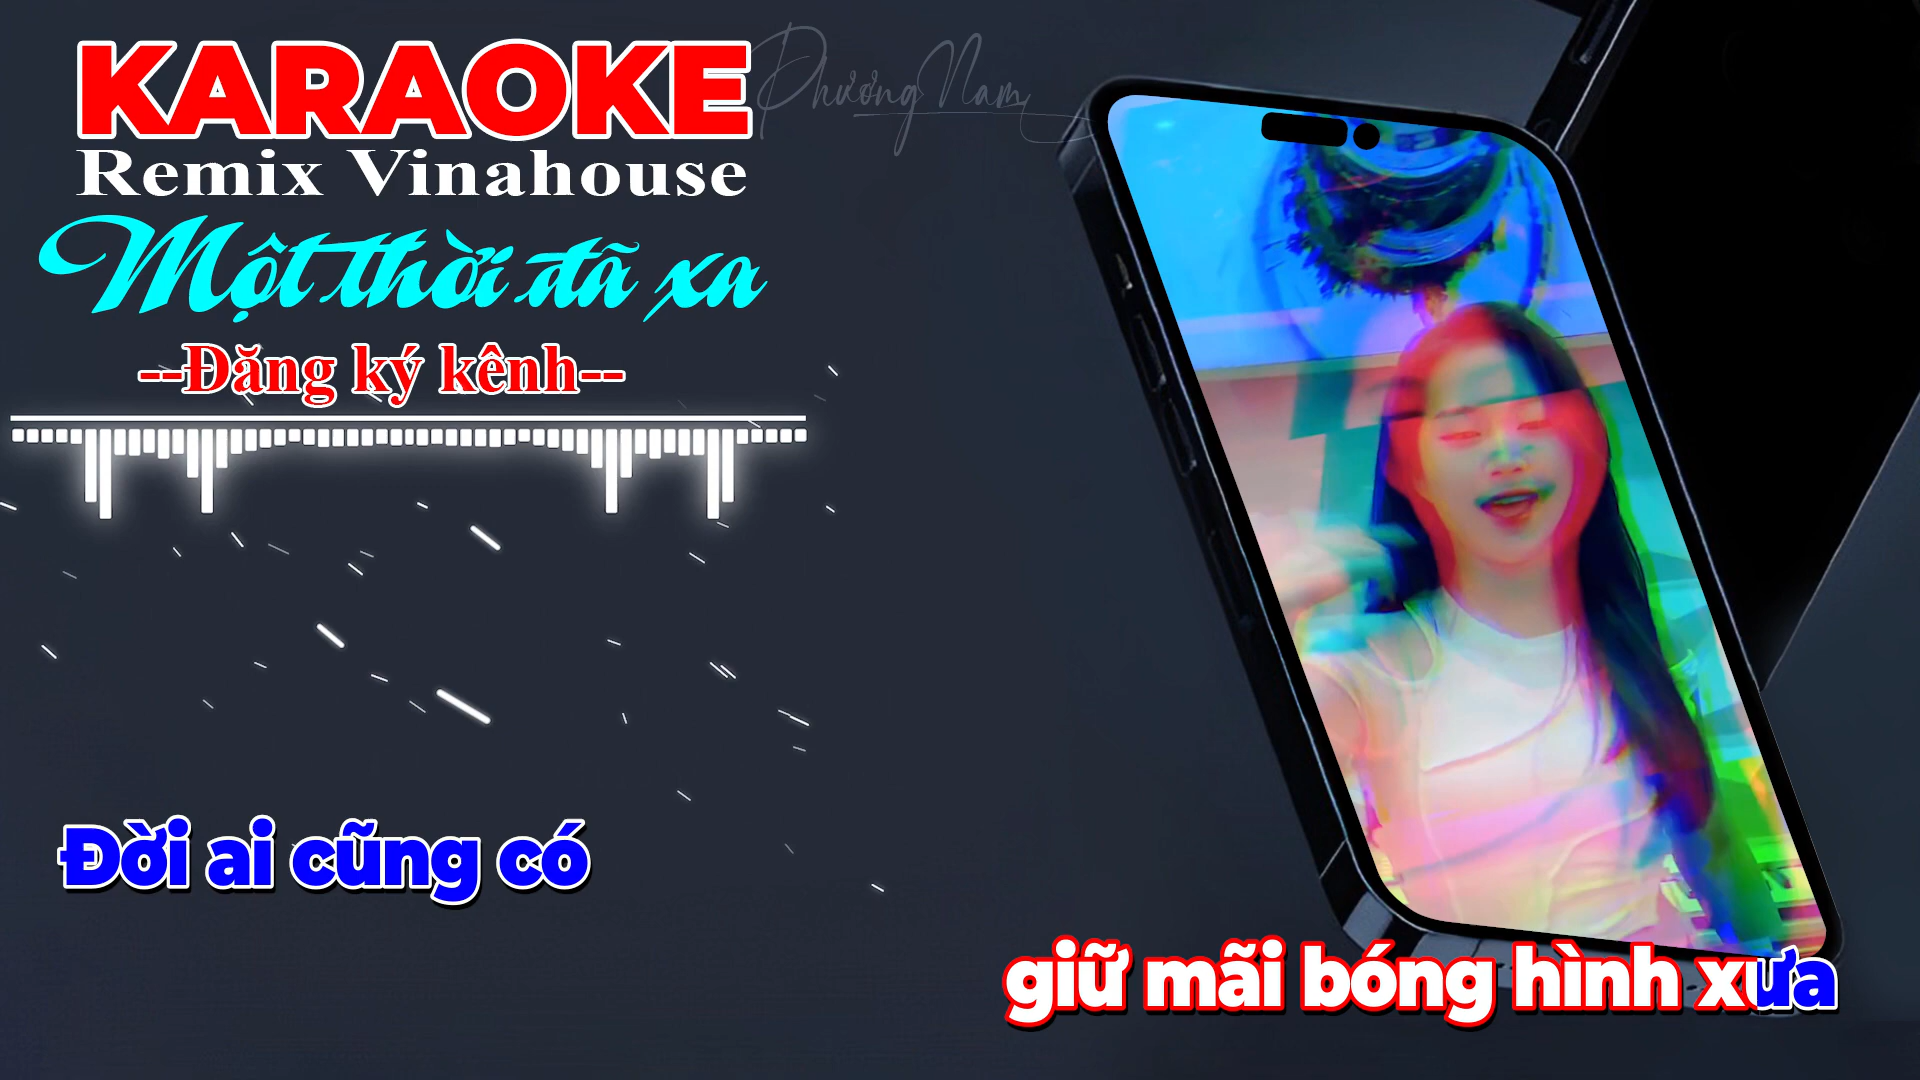 KARAOKE
Phương Nam
Remix Vinahouse
Một thời đã xa
--Đăng ký kênh--
Đời ai cũng có
giữ mãi bóng hình xưa